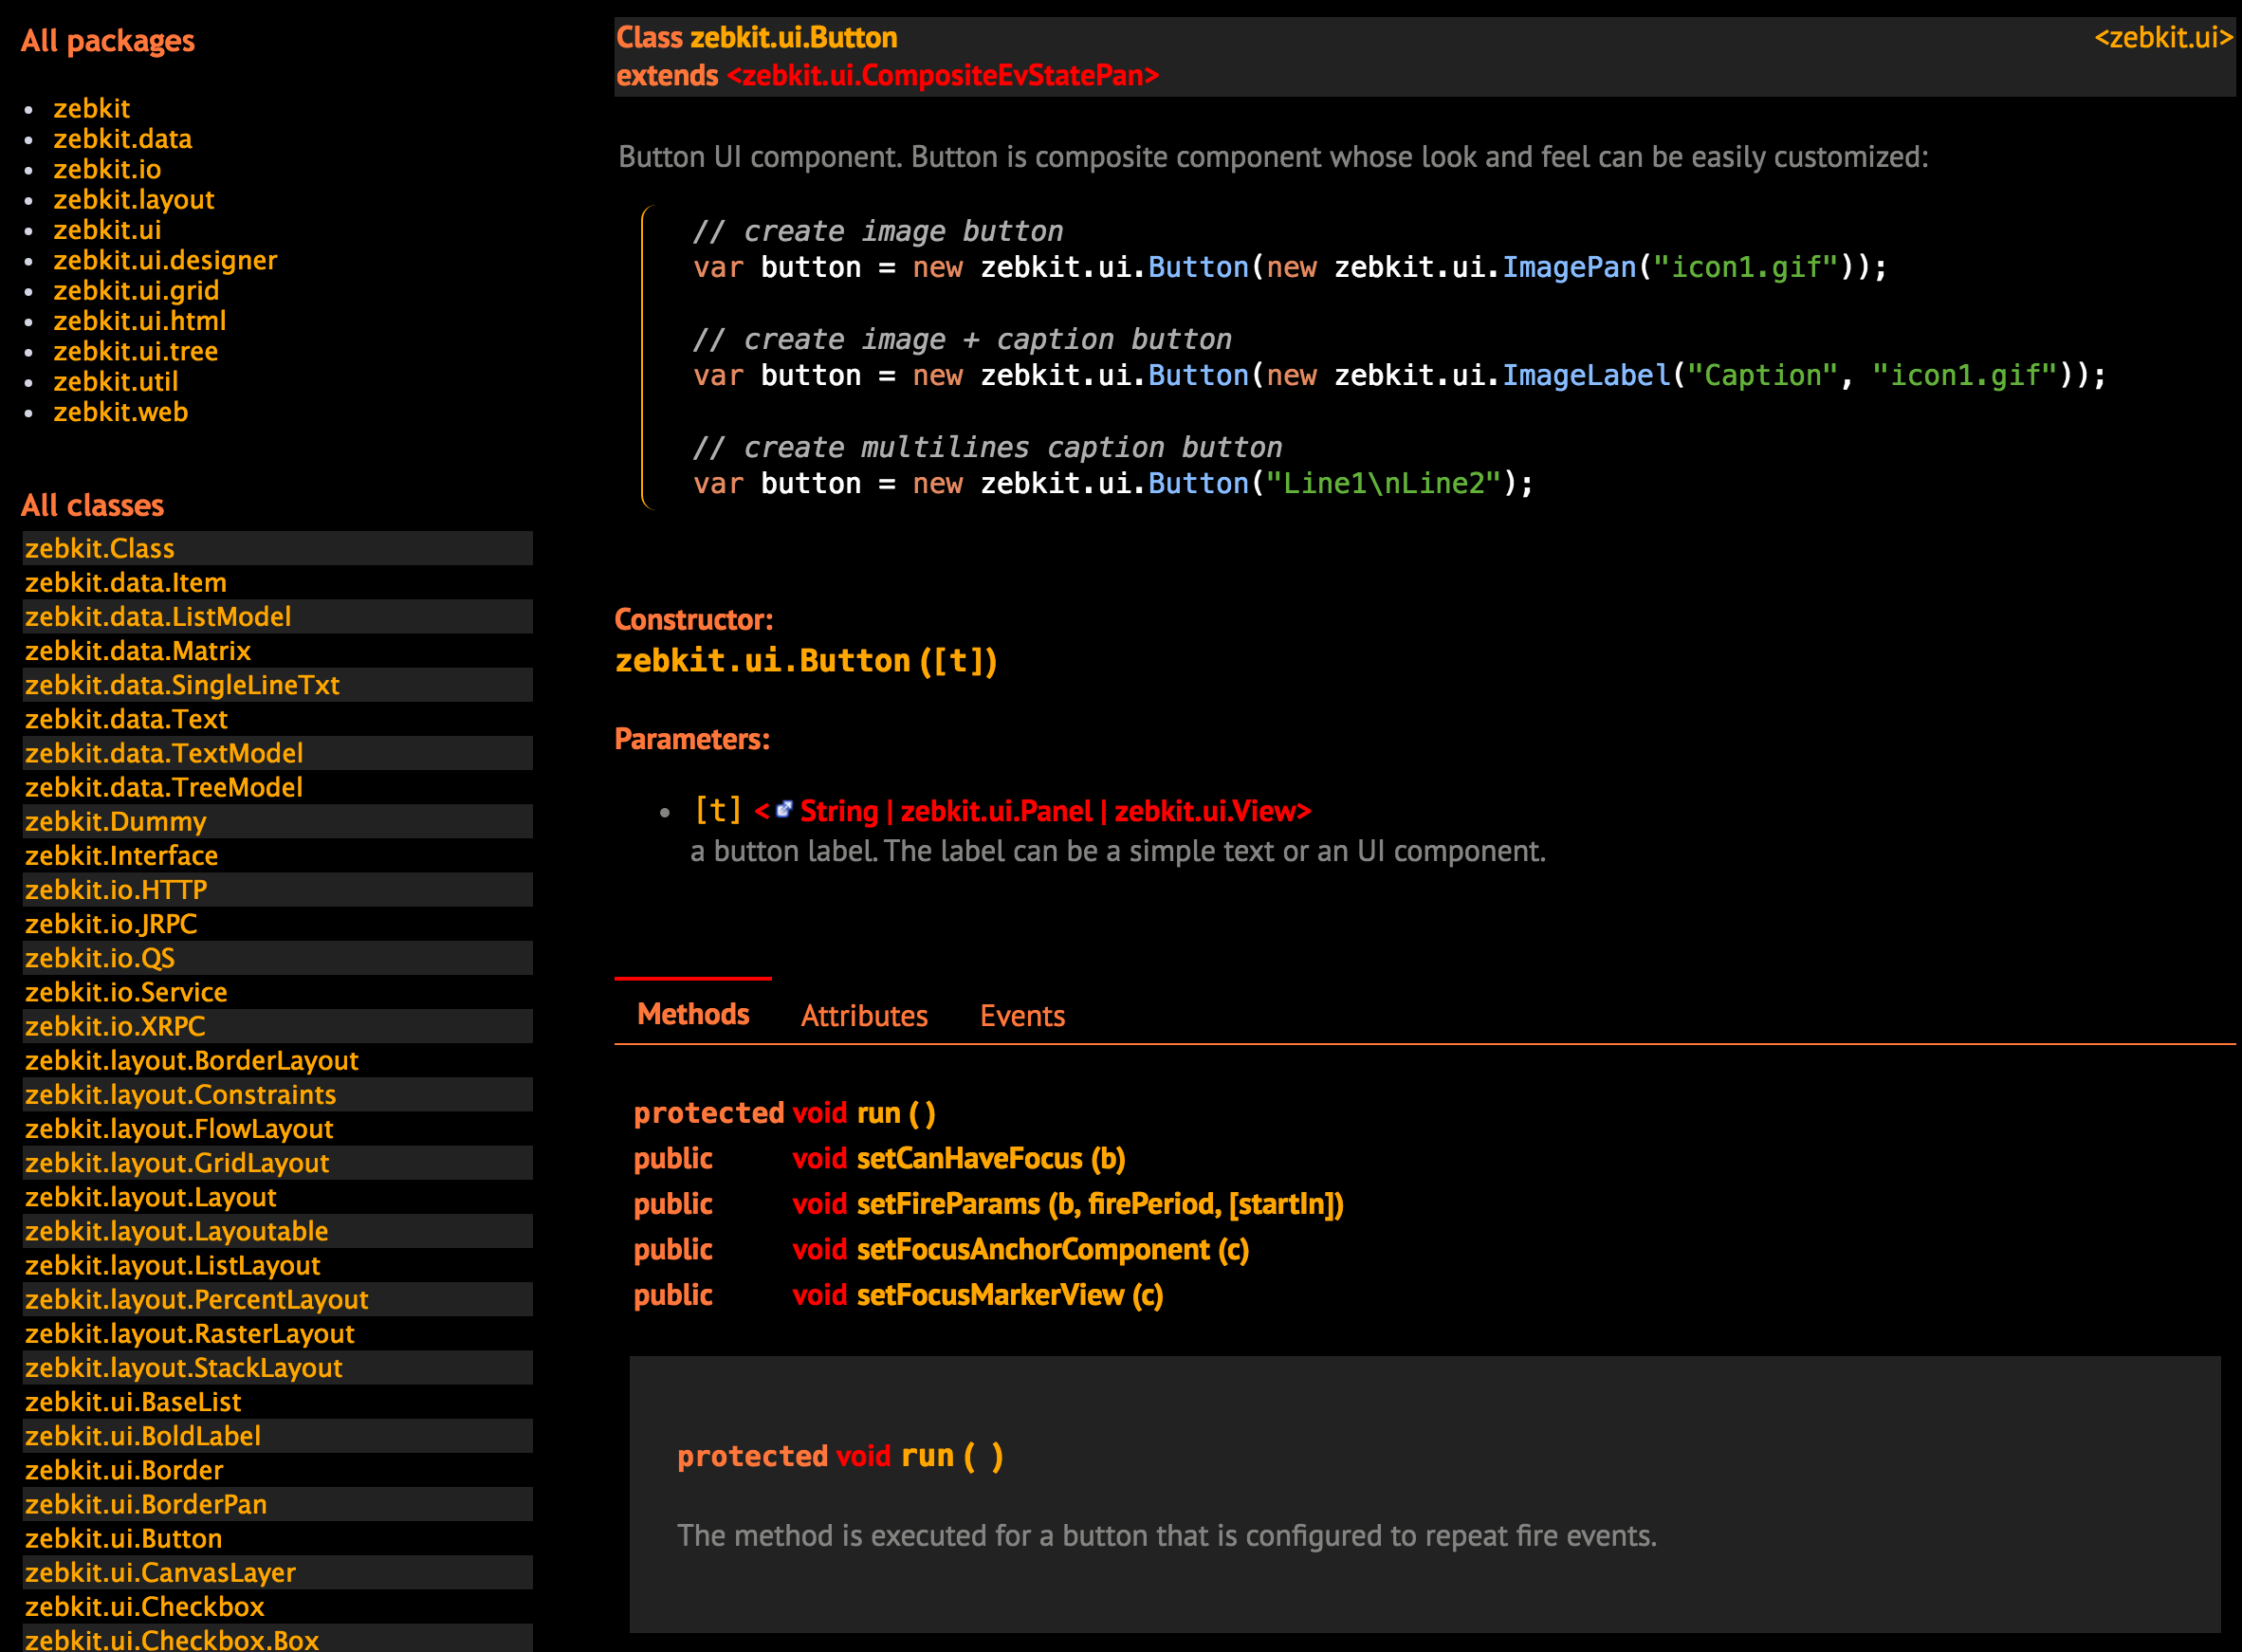 All packages
• zebkit
• zebkit.data
• zebkit.io
• zebkit.layout
• zebkit.ui
• zebkit.ui.designer
• zebkit.ui.grid
• zebkit.ui.html
• zebkit.ui.tree
• zebkit.util
• zebkit.web
All classes
zebkit.Class
zebkit.data.Item
zebkit.data.ListModel
zebkit.data.Matrix
zebkit.data.SingleLineTxt
zebkit.data.Text
zebkit.data.TextModel
zebkit.data.TreeModel
zebkit.Dummy
zebkit.Interface
zebkit.io.HTTP
zebkit.io.JRPC
zebkit.io.QS
zebkit.io.Service
zebkit.io.XRPC
zebkit.layout.BorderLayout
zebkit.layout.Constraints
zebkit.layout.FlowLayout
zebkit.layout.GridLayout
zebkit.layout.Layout
zebkit.layout.Layoutable
zebkit.layout.ListLayout
zebkit.layout.PercentLayout
zebkit.layout.RasterLayout
zebkit.layout.StackLayout
zebkit.ui.BaseList
zebkit.ui.BoldLabel
zebkit.ui.Border
zebkit.ui.BorderPan
zebkit.ui.Button
zebkit.ui.CanvasLayer
zebkit.ui.Checkbox
zebkit.ui.Checkbox.Box
Class zebkit.ui.Button <zebkit.ui>
extends <zebkit.ui.CompositeEvStatePan>
Button UI component. Button is composite component whose look and feel can be easily customized:
// create image button
var button = new zebkit.ui.Button(new zebkit.ui.ImagePan("icon1.gif"));
// create image + caption button
var button = new zebkit.ui.Button(new zebkit.ui.ImageLabel("Caption", "icon1.gif"));
// create multilines caption button
var button = new zebkit.ui.Button("Line1\nLine2");
Constructor:
zebkit.ui.Button ([t])
Parameters:
• [t] < String | zebkit.ui.Panel | zebkit.ui.View>
a button label. The label can be a simple text or an UI component.
Methods Attributes Events
protected void run ( )
public void setCanHaveFocus (b)
public void setFireParams (b, firePeriod, [startIn])
public void setFocusAnchorComponent (c)
public void setFocusMarkerView (c)
protected void run ( )
The method is executed for a button that is configured to repeat fire events.